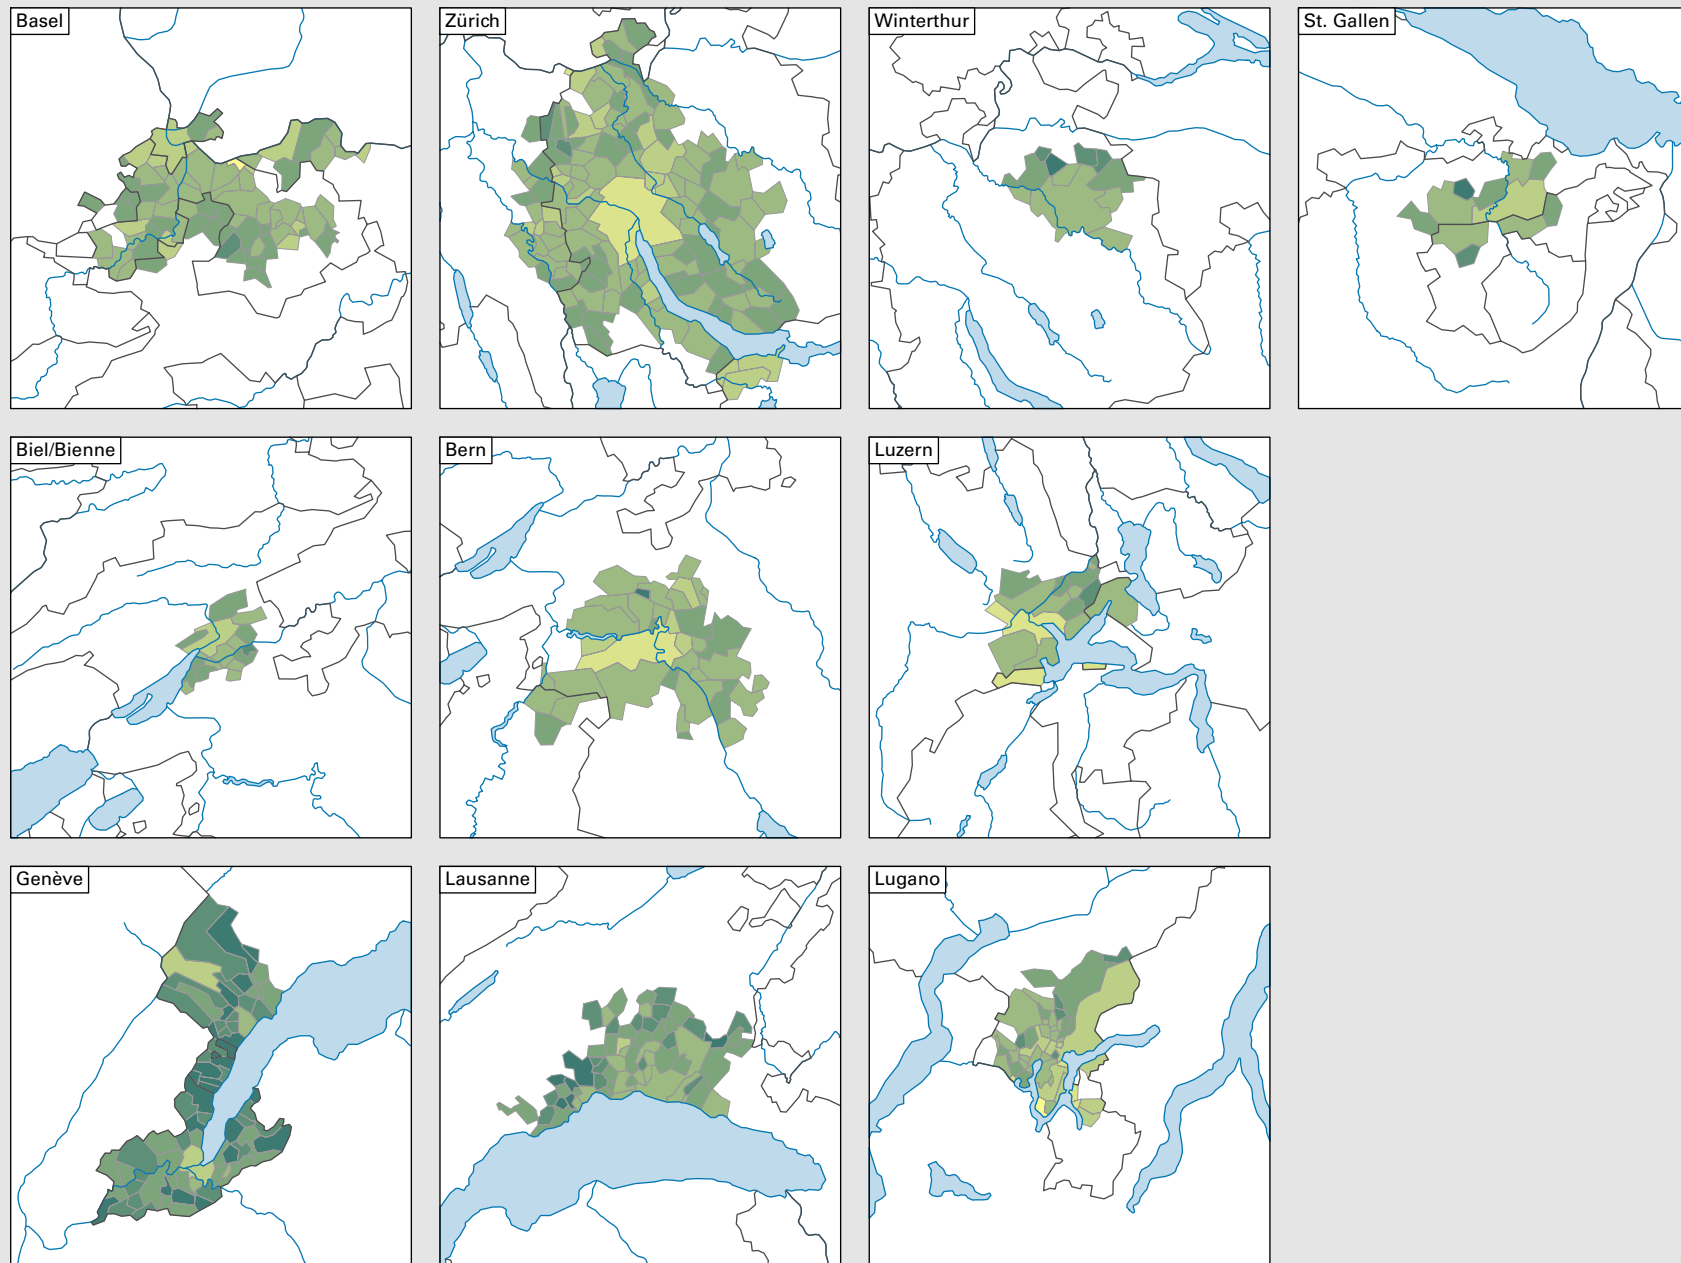 Basel
Zürich
Winterthur
St. Gallen
Biel/Bienne
Bern
Luzern
Genève
Lausanne
Lugano